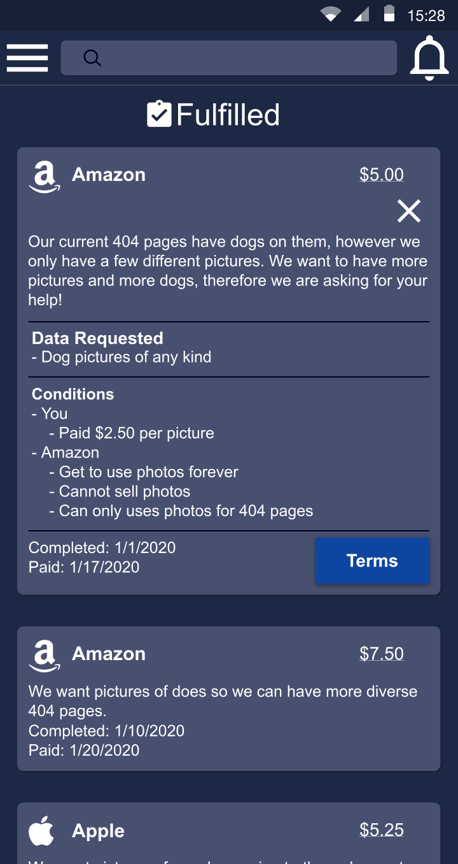 15:28
Fulfilled
Amazon $5.00
Our current 404 pages have dogs on them, however we
only have a few different pictures. We want to have more
pictures and more dogs, therefore we are asking for your
help!
Data Requested
- Dog pictures of any kind
Conditions
- You
- Paid $2.50 per picture
- Amazon
- Get to use photos forever
- Cannot sell photos
- Can only uses photos for 404 pages
Completed: 1/1/2020
Paid: 1/17/2020
Terms
Amazon $7.50
We want pictures of does so we can have more diverse
404 pages.
Completed: 1/10/2020
Paid: 1/20/2020
Apple $5.25